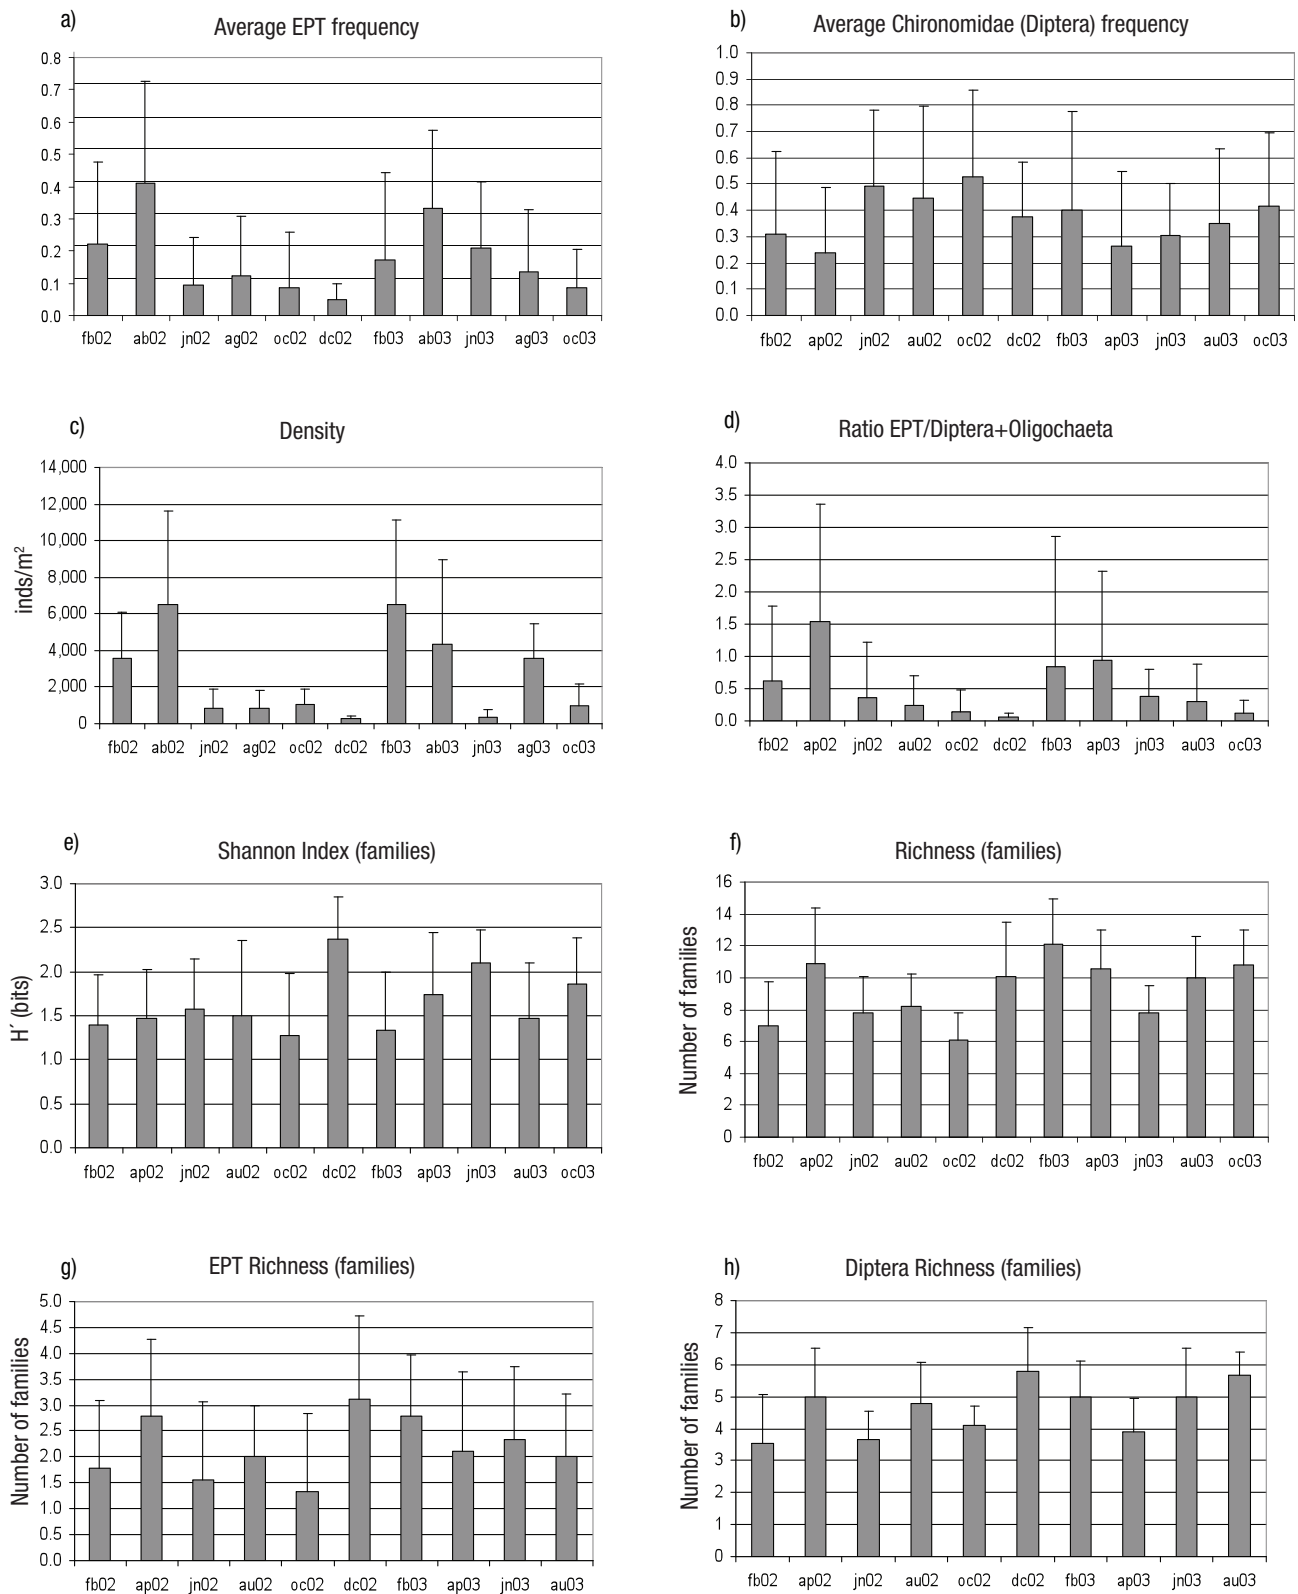 a)
Average EPT frequency
0.8
0.7
0.6
0.5
0.4
0.3
0.2
0.1
0.0
fb02 ab02 jn02 ag02 oc02 dc02 fb03 ab03 jn03 ag03 oc03
b)
Average Chironomidae (Diptera) frequency
1.0
0.9
0.8
0.7
0.6
0.5
0.4
0.3
0.2
0.1
0.0
fb02 ap02 jn02 au02 oc02 dc02 fb03 ap03 jn03 au03 oc03
c)
Density
inds/m²
14,000
12,000
10,000
8,000
6,000
4,000
2,000
0
fb02 ab02 jn02 ag02 oc02 dc02 fb03 ab03 jn03 ag03 oc03
d)
Ratio EPT/Diptera+Oligochaeta
4.0
3.5
3.0
2.5
2.0
1.5
1.0
0.5
0.0
fb02 ap02 jn02 au02 oc02 dc02 fb03 ap03 jn03 au03 oc03
e)
Shannon Index (families)
H´ (bits)
3.0
2.5
2.0
1.5
1.0
0.5
0.0
fb02 ap02 jn02 au02 oc02 dc02 fb03 ap03 jn03 au03 oc03
f)
Richness (families)
Number of families
16
14
12
10
8
6
4
2
0
fb02 ap02 jn02 au02 oc02 dc02 fb03 ap03 jn03 au03 oc03
g)
EPT Richness (families)
Number of families
5.0
4.5
4.0
3.5
3.0
2.5
2.0
1.5
1.0
0.5
0.0
fb02 ap02 jn02 au02 oc02 dc02 fb03 ap03 jn03 au03
h)
Diptera Richness (families)
Number of families
8
7
6
5
4
3
2
1
0
fb02 ap02 jn02 au02 oc02 dc02 fb03 ap03 jn03 au03